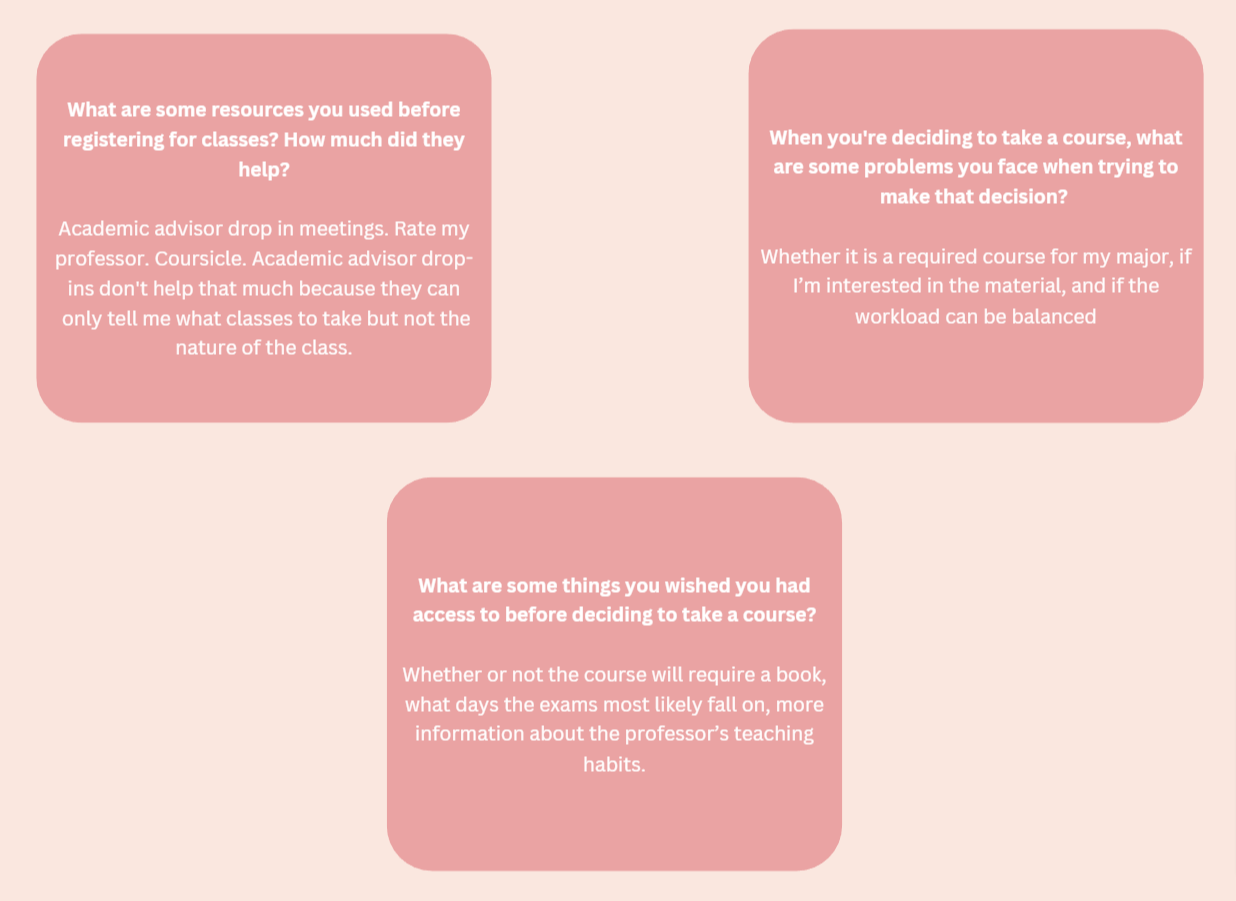 What are some resources you used before
registering for classes? How much did they
help?
Academic advisor drop in meetings. Rate my
professor. Coursicle. Academic advisor drop-
ins don't help that much because they can
only tell me what classes to take but not the
nature of the class.
When you're deciding to take a course, what
are some problems you face when trying to
make that decision?
Whether it is a required course for my major, if
I’m interested in the material, and if the
workload can be balanced
What are some things you wished you had
access to before deciding to take a course?
Whether or not the course will require a book,
what days the exams most likely fall on, more
information about the professor’s teaching
habits.